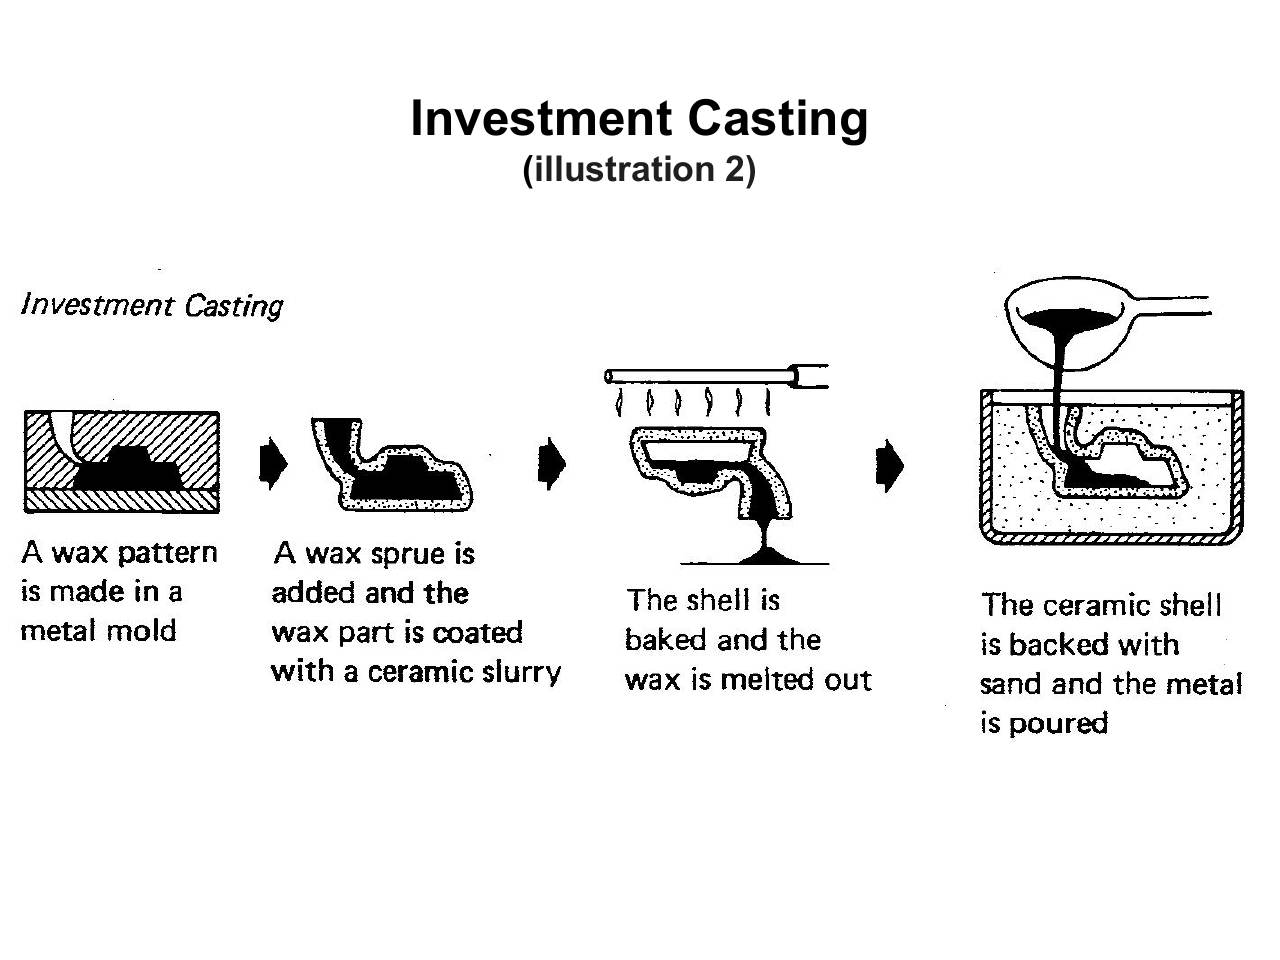 Investment Casting
(illustration 2)
Investment Casting
A wax pattern
is made in a
metal mold
A wax sprue is
added and the
wax part is coated
with a ceramic slurry
The shell is
baked and the
wax is melted out
The ceramic shell
is backed with
sand and the metal
is poured